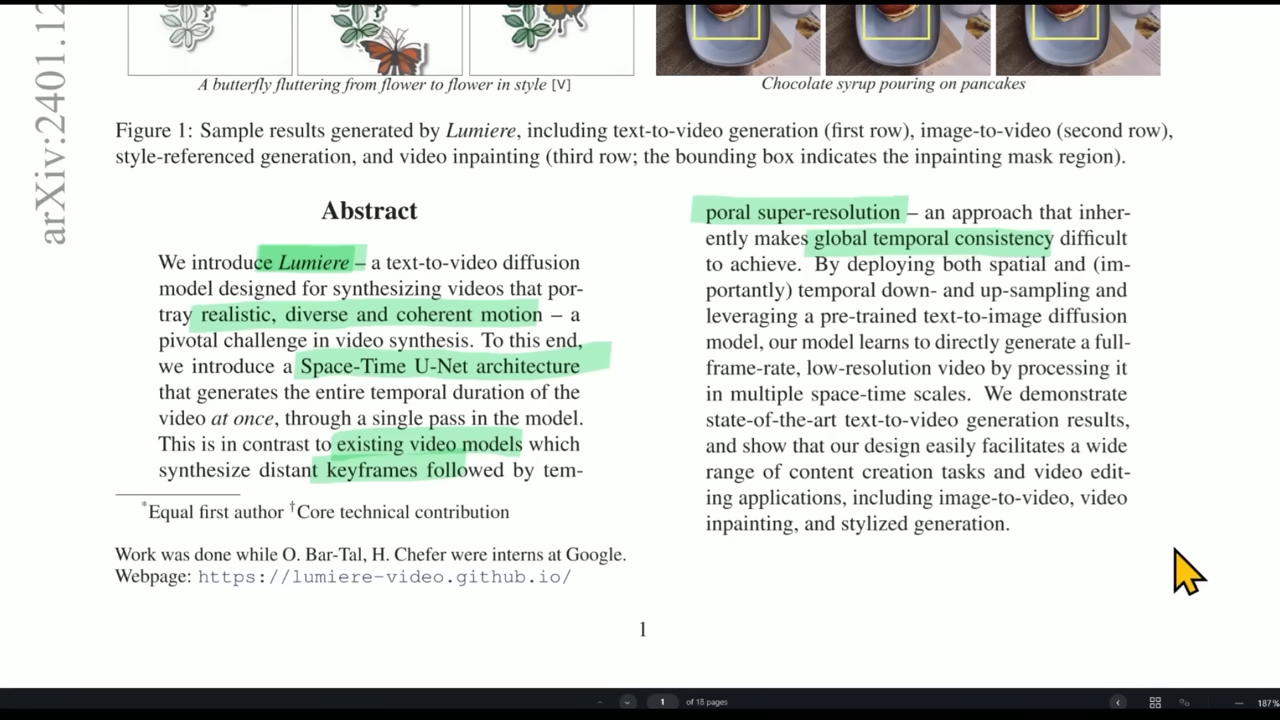 arXiv:2401.12
A butterfly fluttering from flower to flower in style [V]
Chocolate syrup pouring on pancakes
Figure 1: Sample results generated by Lumiere, including text-to-video generation (first row), image-to-video (second row),
style-referenced generation, and video inpainting (third row; the bounding box indicates the inpainting mask region).
Abstract
We introduce Lumiere – a text-to-video diffusion
model designed for synthesizing videos that por-
tray realistic, diverse and coherent motion – a
pivotal challenge in video synthesis. To this end,
we introduce a Space-Time U-Net architecture
that generates the entire temporal duration of the
video at once, through a single pass in the model.
This is in contrast to existing video models which
synthesize distant keyframes followed by tem-
*Equal first author †Core technical contribution
Work was done while O. Bar-Tal, H. Chefer were interns at Google.
Webpage: https://lumiere-video.github.io/
poral super-resolution – an approach that inher-
ently makes global temporal consistency difficult
to achieve. By deploying both spatial and (im-
portantly) temporal down- and up-sampling and
leveraging a pre-trained text-to-image diffusion
model, our model learns to directly generate a full-
frame-rate, low-resolution video by processing it
in multiple space-time scales. We demonstrate
state-of-the-art text-to-video generation results,
and show that our design easily facilitates a wide
range of content creation tasks and video edit-
ing applications, including image-to-video, video
inpainting, and stylized generation.
1
1 of 18 pages
187%